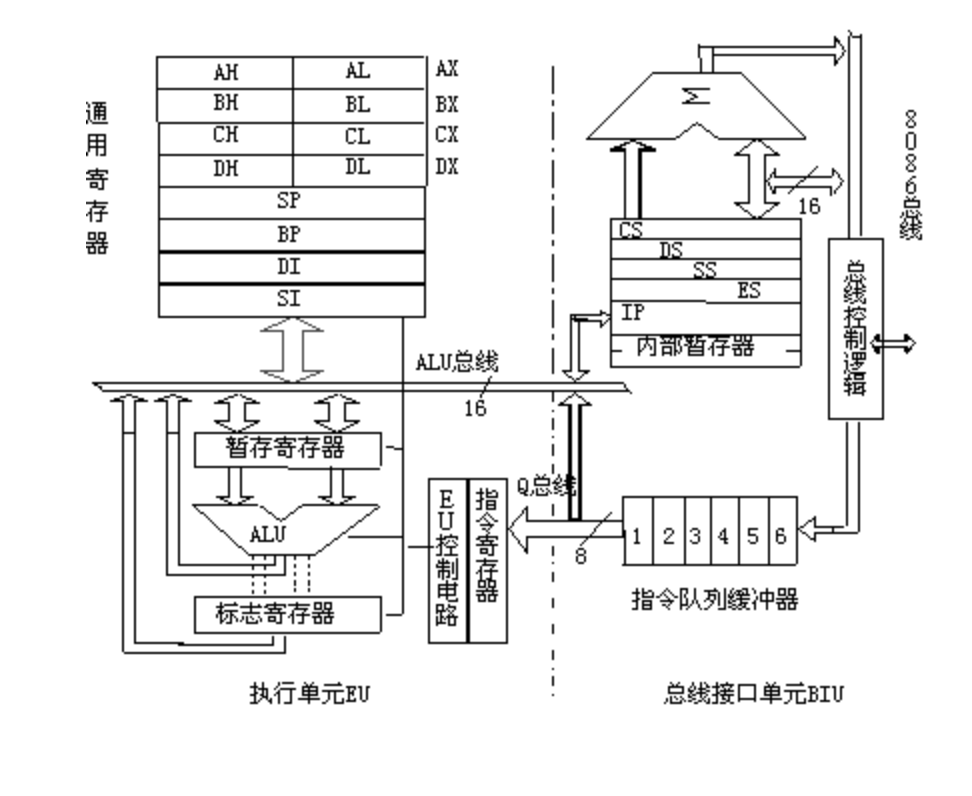 通用寄存器
AH AL AX
BH BL BX
CH CL CX
DH DL DX
SP
BP
DI
SI
ALU总线
16
暂存寄存器
ALU
标志寄存器
EU控制电路
指令寄存器
执行单元EU
Σ
16
CS
DS
SS
ES
IP
内部暂存器
8086总线
总线控制逻辑
Q总线
8
1 2 3 4 5 6
指令队列缓冲器
总线接口单元BIU